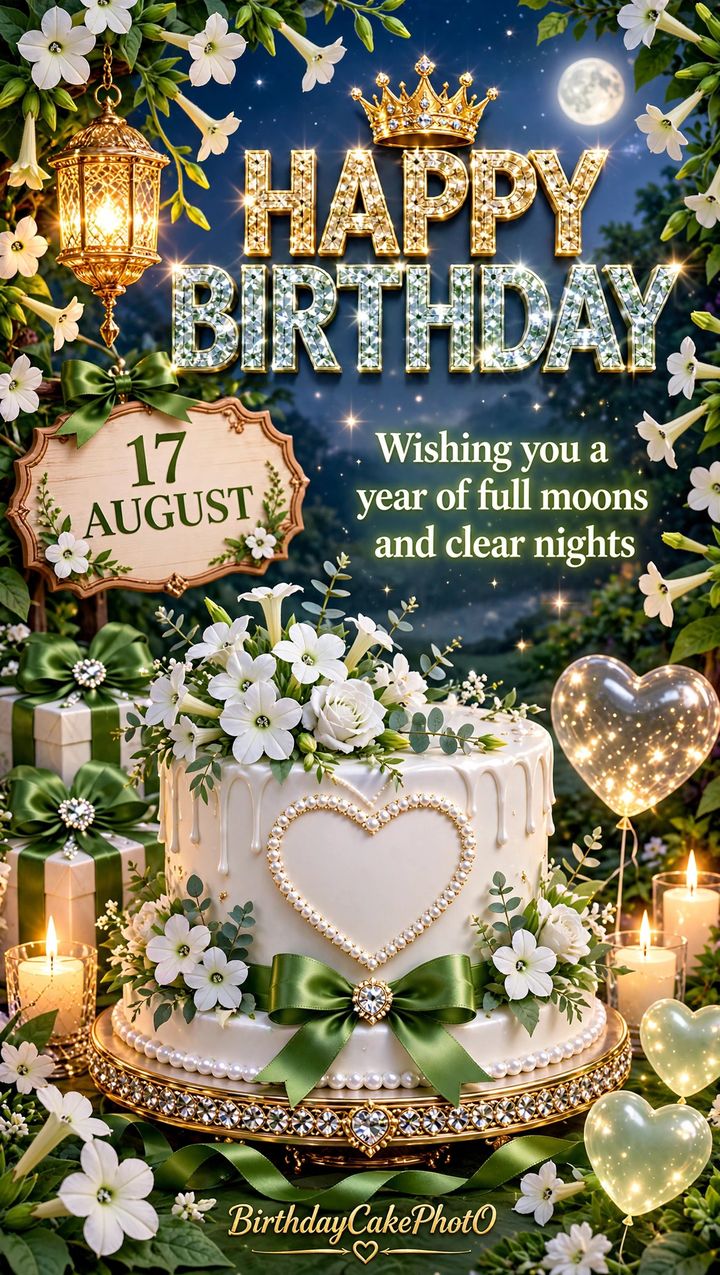 HAPPY
BIRTHDAY
17
AUGUST
Wishing you a
year of full moons
and clear nights
BirthdayCakePhotO